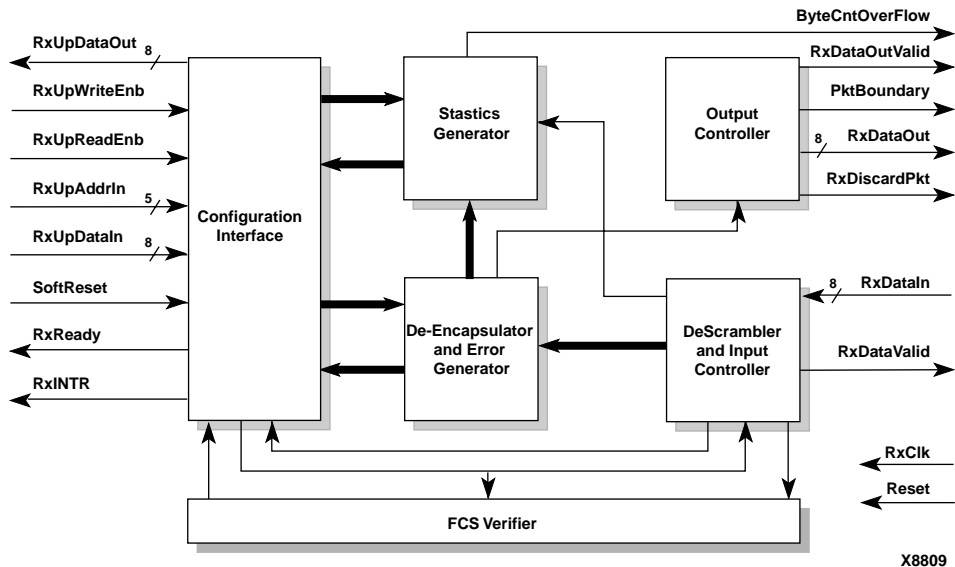 ByteCntOverFlow
RxUpDataOut 8
RxDataOutValid
RxUpWriteEnb
Stastics
Generator
Output
Controller
PktBoundary
RxUpReadEnb
8 RxDataOut
RxUpAddrIn 5
RxDiscardPkt
Configuration
Interface
RxUpDataIn 8
SoftReset
8 RxDataIn
De-Encapsulator
and Error
Generator
DeScrambler
and Input
Controller
RxReady
RxDataValid
RxINTR
RxClk
Reset
FCS Verifier
X8809